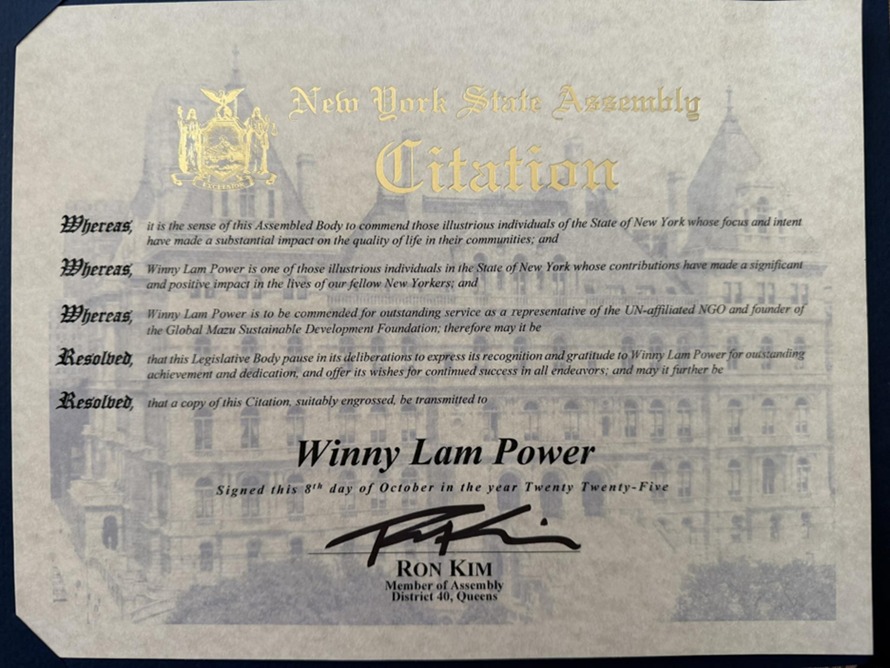 New York State Assembly
Citation
EXCELSIOR
Whereas, it is the sense of this Assembled Body to commend those illustrious individuals of the State of New York whose focus and intent
have made a substantial impact on the quality of life in their communities; and
Whereas, Winny Lam Power is one of those illustrious individuals in the State of New York whose contributions have made a significant
and positive impact in the lives of our fellow New Yorkers; and
Whereas, Winny Lam Power is to be commended for outstanding service as a representative of the UN-affiliated NGO and founder of
the Global Mazu Sustainable Development Foundation; therefore may it be
Resolved, that this Legislative Body pause in its deliberations to express its recognition and gratitude to Winny Lam Power for outstanding
achievement and dedication, and offer its wishes for continued success in all endeavors; and may it further be
Resolved, that a copy of this Citation, suitably engrossed, be transmitted to
Winny Lam Power
Signed this 8th day of October in the year Twenty Twenty-Five
RON KIM
Member of Assembly
District 40, Queens